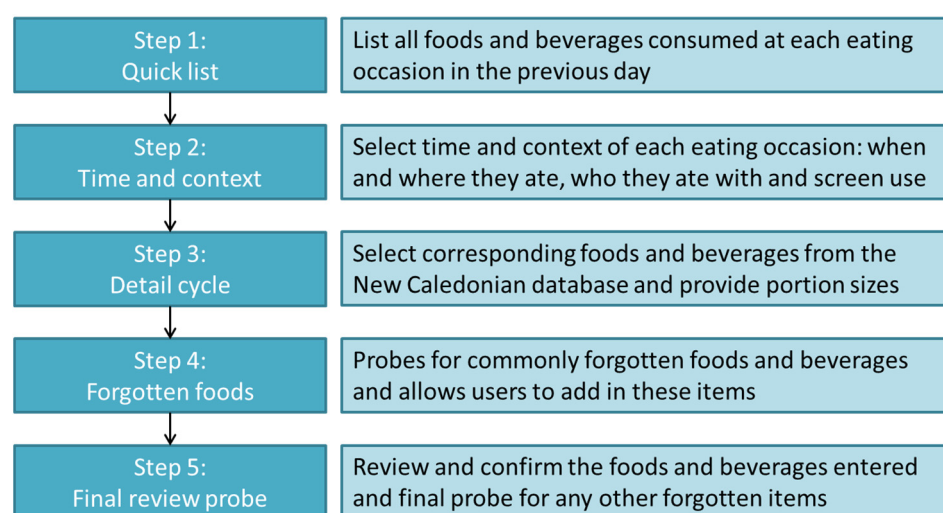 Step 1:
Quick list
List all foods and beverages consumed at each eating
occasion in the previous day
Step 2:
Time and context
Select time and context of each eating occasion: when
and where they ate, who they ate with and screen use
Step 3:
Detail cycle
Select corresponding foods and beverages from the
New Caledonian database and provide portion sizes
Step 4:
Forgotten foods
Probes for commonly forgotten foods and beverages
and allows users to add in these items
Step 5:
Final review probe
Review and confirm the foods and beverages entered
and final probe for any other forgotten items